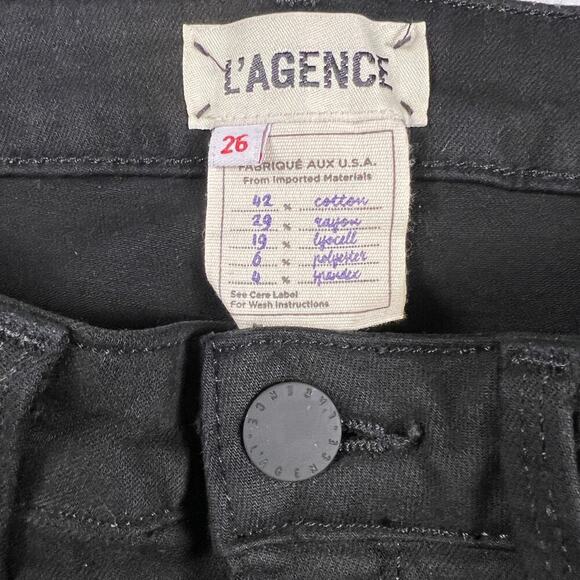 L'AGENCE
26
FABRIQUÉ AUX U.S.A.
From Imported Materials
42 % cotton
29 % rayon
19 % lyocell
6 % polyester
4 % spandex
See Care Label
For Wash Instructions
L'AGENCE L'AGENCE